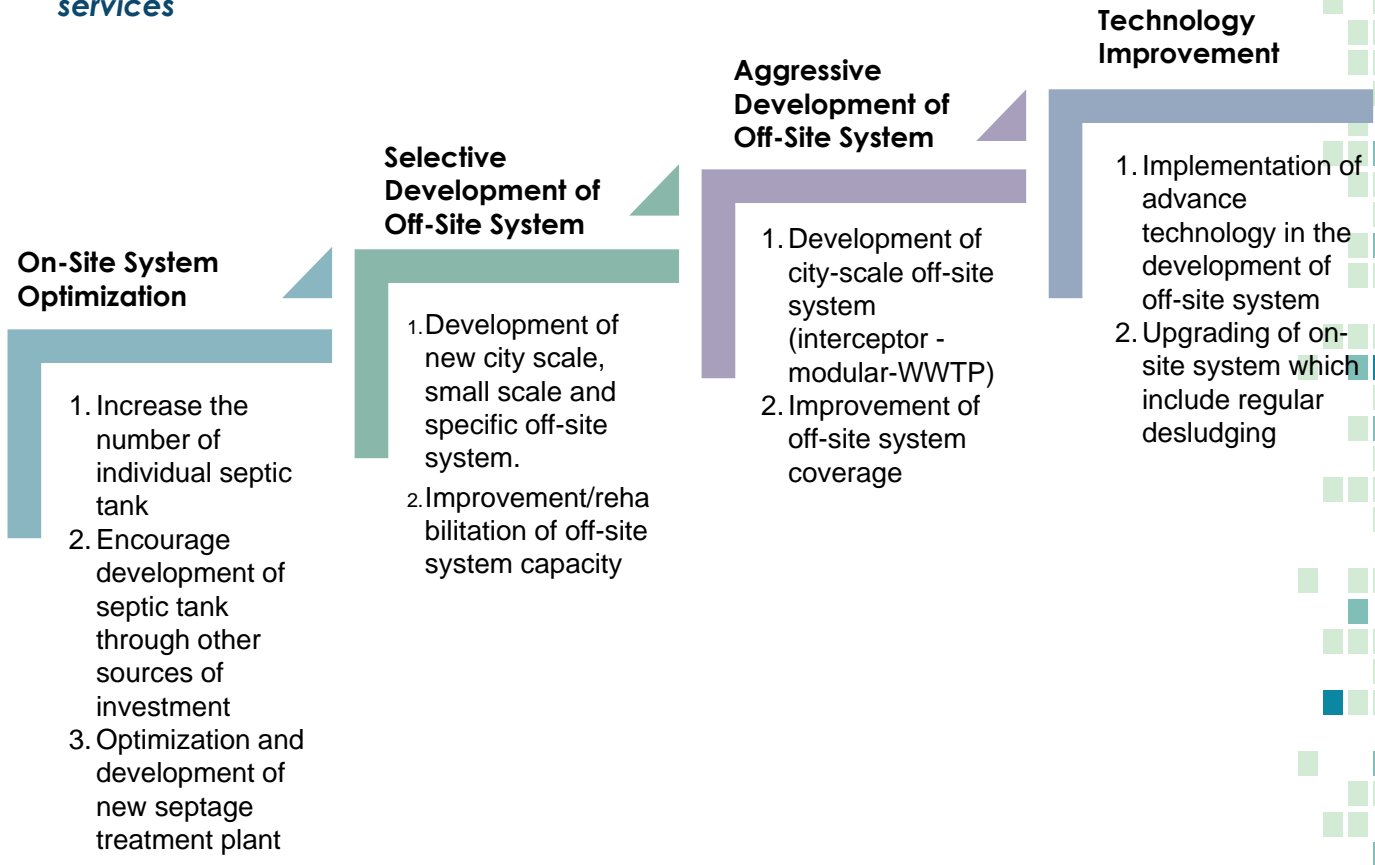 services
On-Site System
Optimization
1. Increase the
number of
individual septic
tank
2. Encourage
development of
septic tank
through other
sources of
investment
3. Optimization and
development of
new septage
treatment plant
Selective
Development of
Off-Site System
1. Development of
new city scale,
small scale and
specific off-site
system.
2. Improvement/reha
bilitation of off-site
system capacity
Aggressive
Development of
Off-Site System
1. Development of
city-scale off-site
system
(interceptor -
modular-WWTP)
2. Improvement of
off-site system
coverage
Technology
Improvement
1. Implementation of
advance
technology in the
development of
off-site system
2. Upgrading of on-
site system which
include regular
desludging